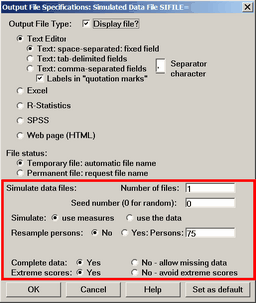 Output File Specifications: Simulated Data File SIFILE=
Output File Type: Display file?
Text Editor
Text: space-separated: fixed field
Text: tab-delimited fields
Text: comma-separated fields , Separator character
Labels in "quotation marks"
Excel
R-Statistics
SPSS
Web page (HTML)
File status:
Temporary file: automatic file name
Permanent file: request file name
Simulate data files: Number of files: 1
Seed number (0 for random): 0
Simulate: use measures use the data
Resample persons: No Yes: Persons: 75
Complete data: Yes No - allow missing data
Extreme scores: Yes No - avoid extreme scores
OK Cancel Help Set as default